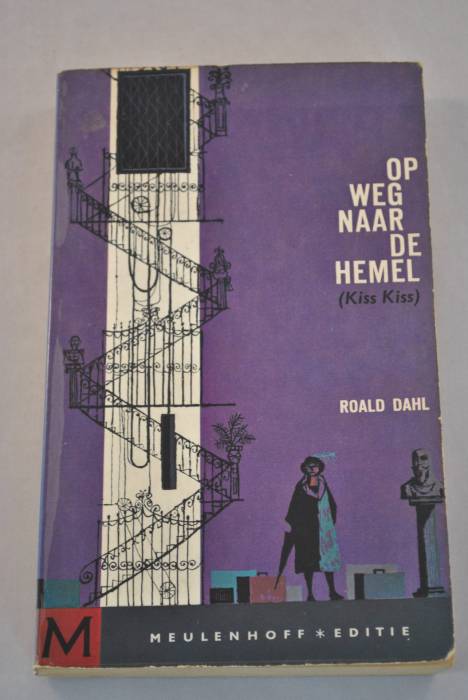 OP
WEG
NAAR
DE
HEMEL
(Kiss Kiss)
ROALD DAHL
M
MEULENHOFF * EDITIE